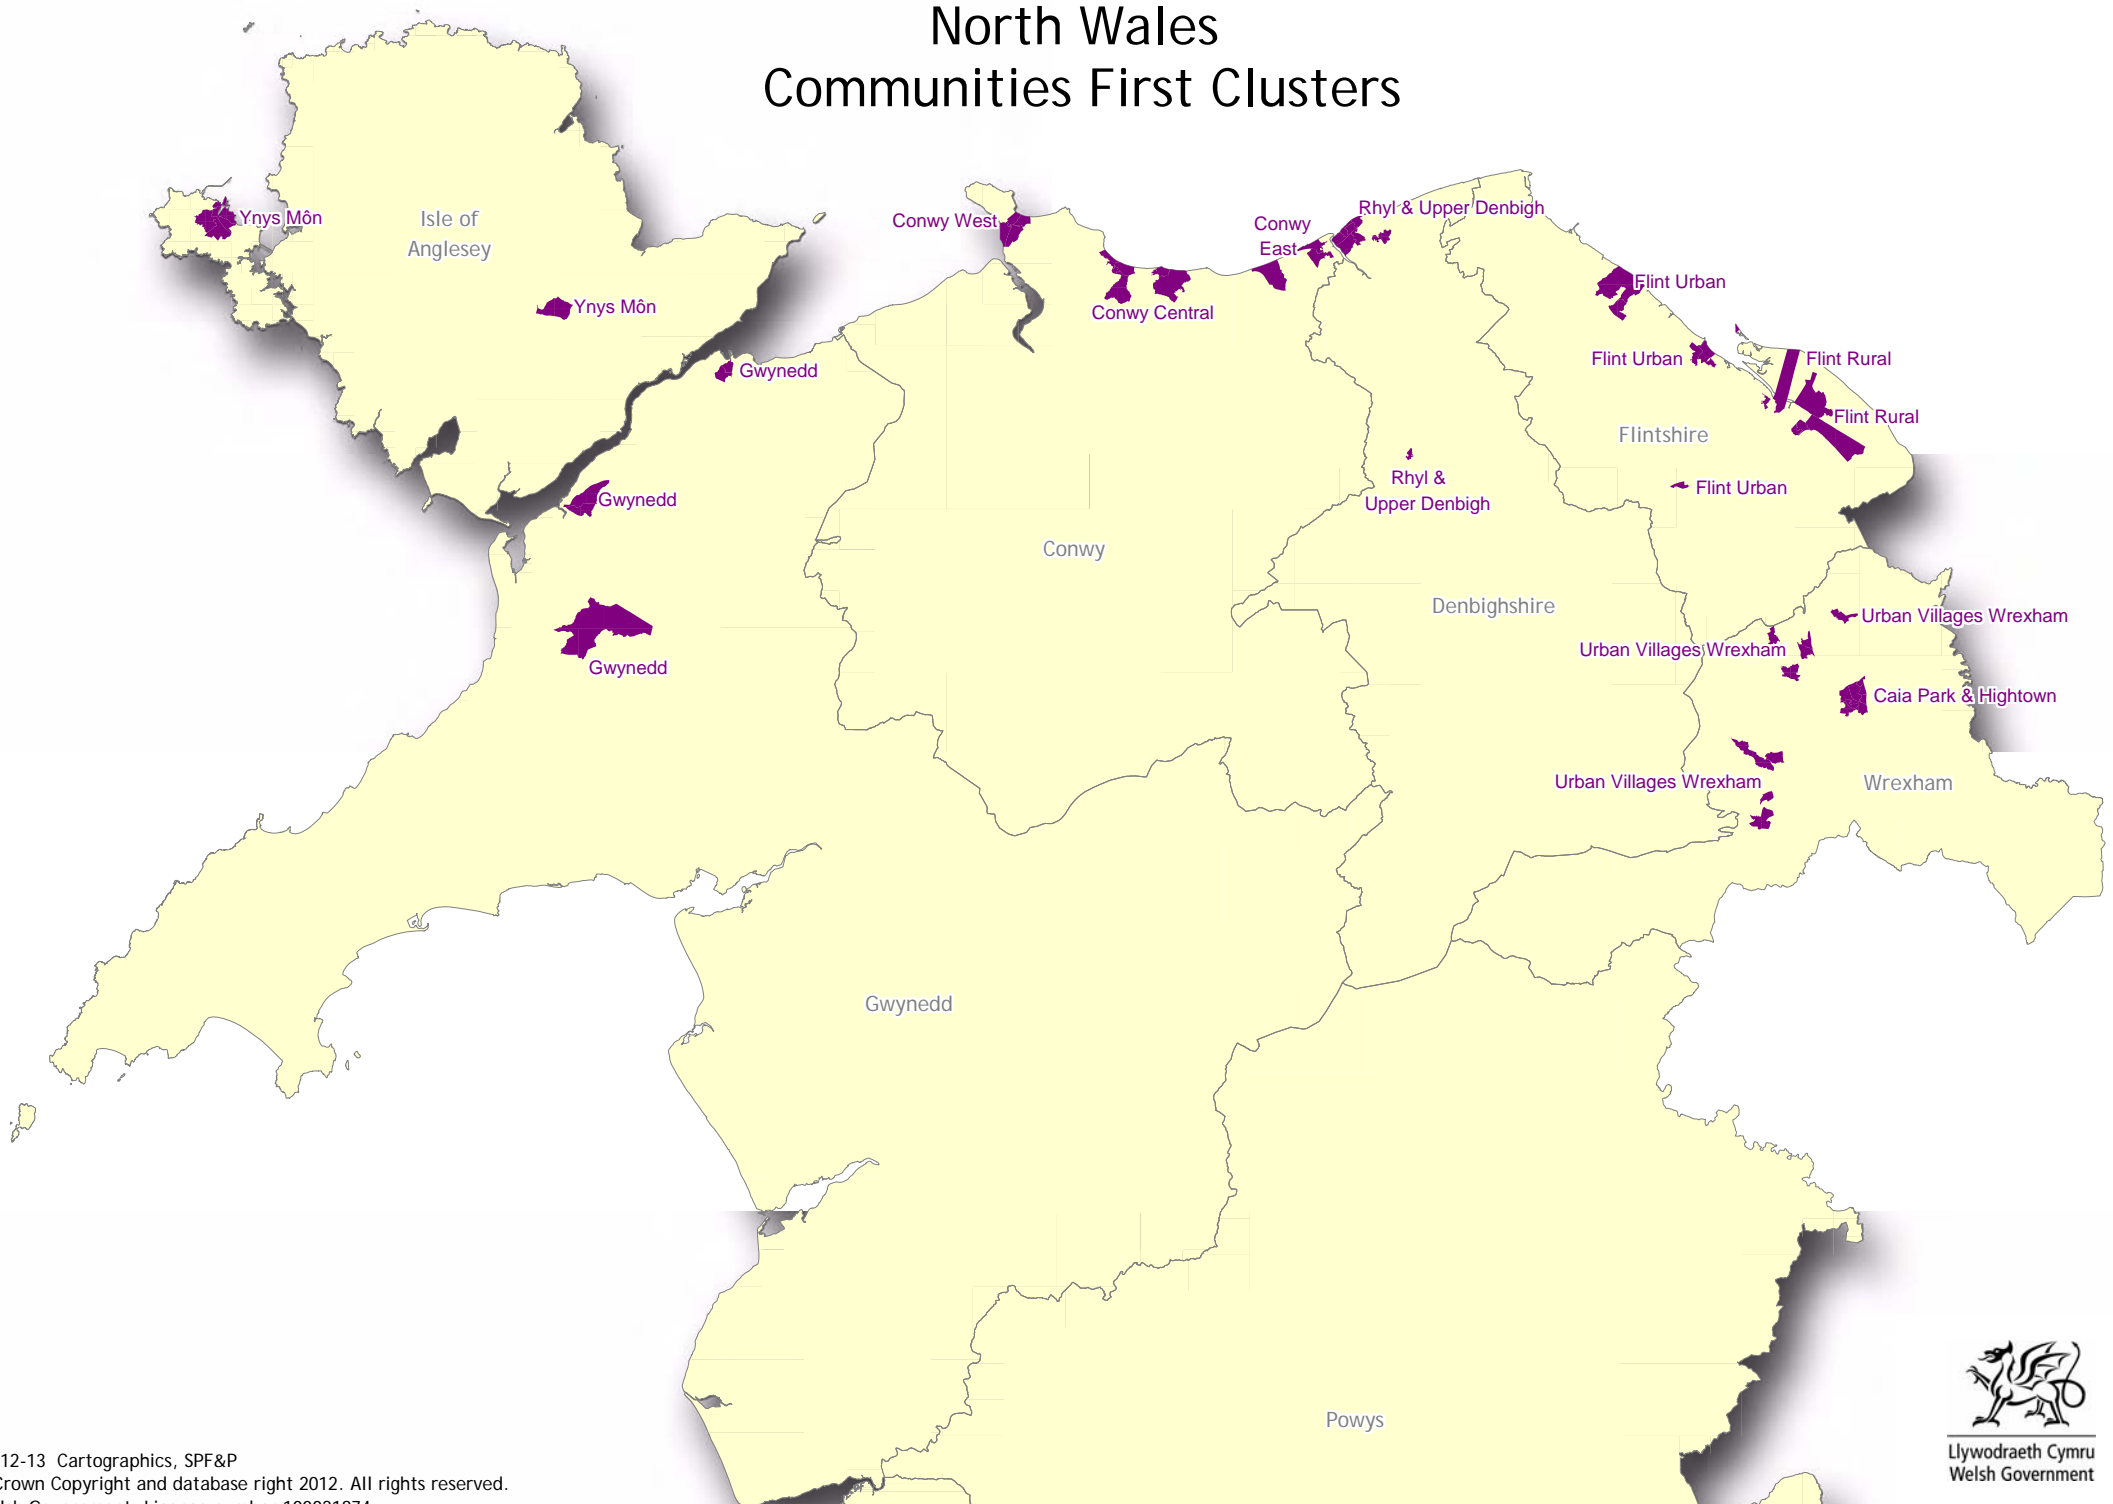 North Wales
Communities First Clusters
Ynys Môn
Isle of
Anglesey
Conwy West
Conwy
East
Rhyl & Upper Denbigh
Flint Urban
Ynys Môn
Conwy Central
Gwynedd
Flint Urban
Flint Rural
Flint Rural
Flintshire
Rhyl &
Upper Denbigh
Flint Urban
Gwynedd
Conwy
Denbighshire
Urban Villages Wrexham
Urban Villages Wrexham
Gwynedd
Caia Park & Hightown
Urban Villages Wrexham
Wrexham
Gwynedd
Powys
12-13 Cartographics, SPF&P
Crown Copyright and database right 2012. All rights reserved.
Llywodraeth Cymru
Welsh Government